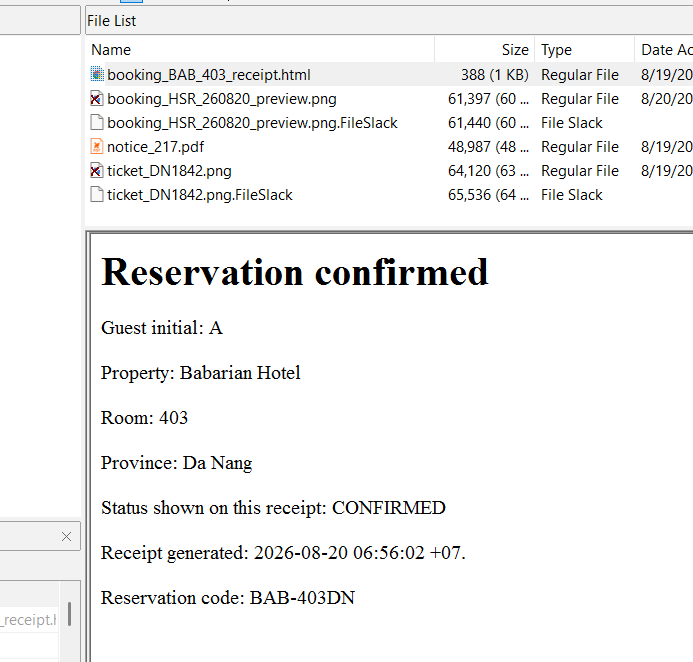 File List
Name Size Type Date Ac
booking_BAB_403_receipt.html 388 (1 KB) Regular File 8/19/20
booking_HSR_260820_preview.png 61,397 (60 ... Regular File 8/20/20
booking_HSR_260820_preview.png.FileSlack 61,440 (60 ... File Slack
notice_217.pdf 48,987 (48 ... Regular File 8/19/20
ticket_DN1842.png 64,120 (63 ... Regular File 8/19/20
ticket_DN1842.png.FileSlack 65,536 (64 ... File Slack
Reservation confirmed
Guest initial: A
Property: Babarian Hotel
Room: 403
Province: Da Nang
Status shown on this receipt: CONFIRMED
Receipt generated: 2026-08-20 06:56:02 +07.
Reservation code: BAB-403DN
_receipt.h